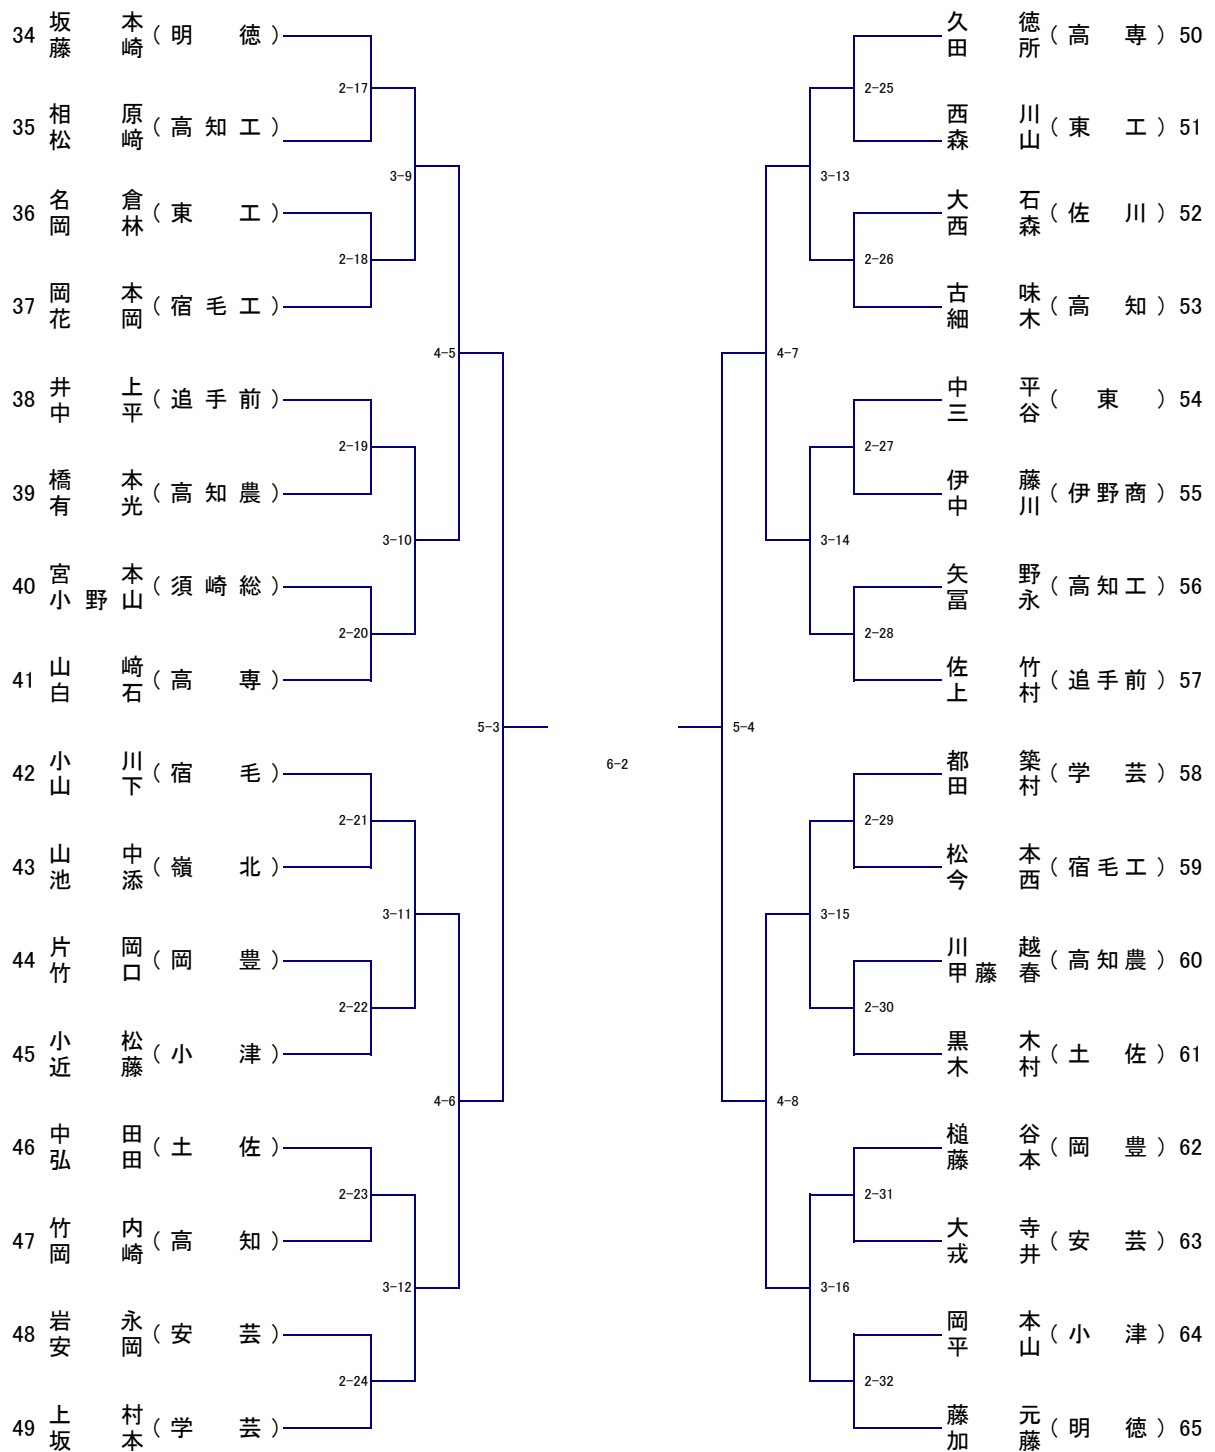 34 坂本 藤崎 (明徳)
2-17
35 相原 松﨑 (高知工)
3-9
36 名倉 岡林 (東工)
2-18
37 岡本 花岡 (宿毛工)
4-5
38 井上 中平 (追手前)
2-19
39 橋本 有光 (高知農)
3-10
40 宮本 小野山 (須崎総)
2-20
41 山﨑 白石 (高専)
5-3
42 小川 山下 (宿毛)
2-21
43 山中 池添 (嶺北)
3-11
44 片岡 竹口 (岡豊)
2-22
45 小松 近藤 (小津)
4-6
46 中田 弘田 (土佐)
2-23
47 竹内 岡崎 (高知)
3-12
48 岩永 安岡 (安芸)
2-24
49 上村 坂本 (学芸)
6-2
久徳 田所 (高専) 50
2-25
西川 森山 (東工) 51
3-13
大石 西森 (佐川) 52
2-26
古味 細木 (高知) 53
4-7
中平 三谷 (東) 54
2-27
伊藤 中川 (伊野商) 55
3-14
矢野 冨永 (高知工) 56
2-28
佐竹 上村 (追手前) 57
5-4
都築 田村 (学芸) 58
2-29
松本 今西 (宿毛工) 59
3-15
川越 甲藤春 (高知農) 60
2-30
黒木 木村 (土佐) 61
4-8
槌谷 藤本 (岡豊) 62
2-31
大寺 戎井 (安芸) 63
3-16
岡本 平山 (小津) 64
2-32
藤元 加藤 (明徳) 65